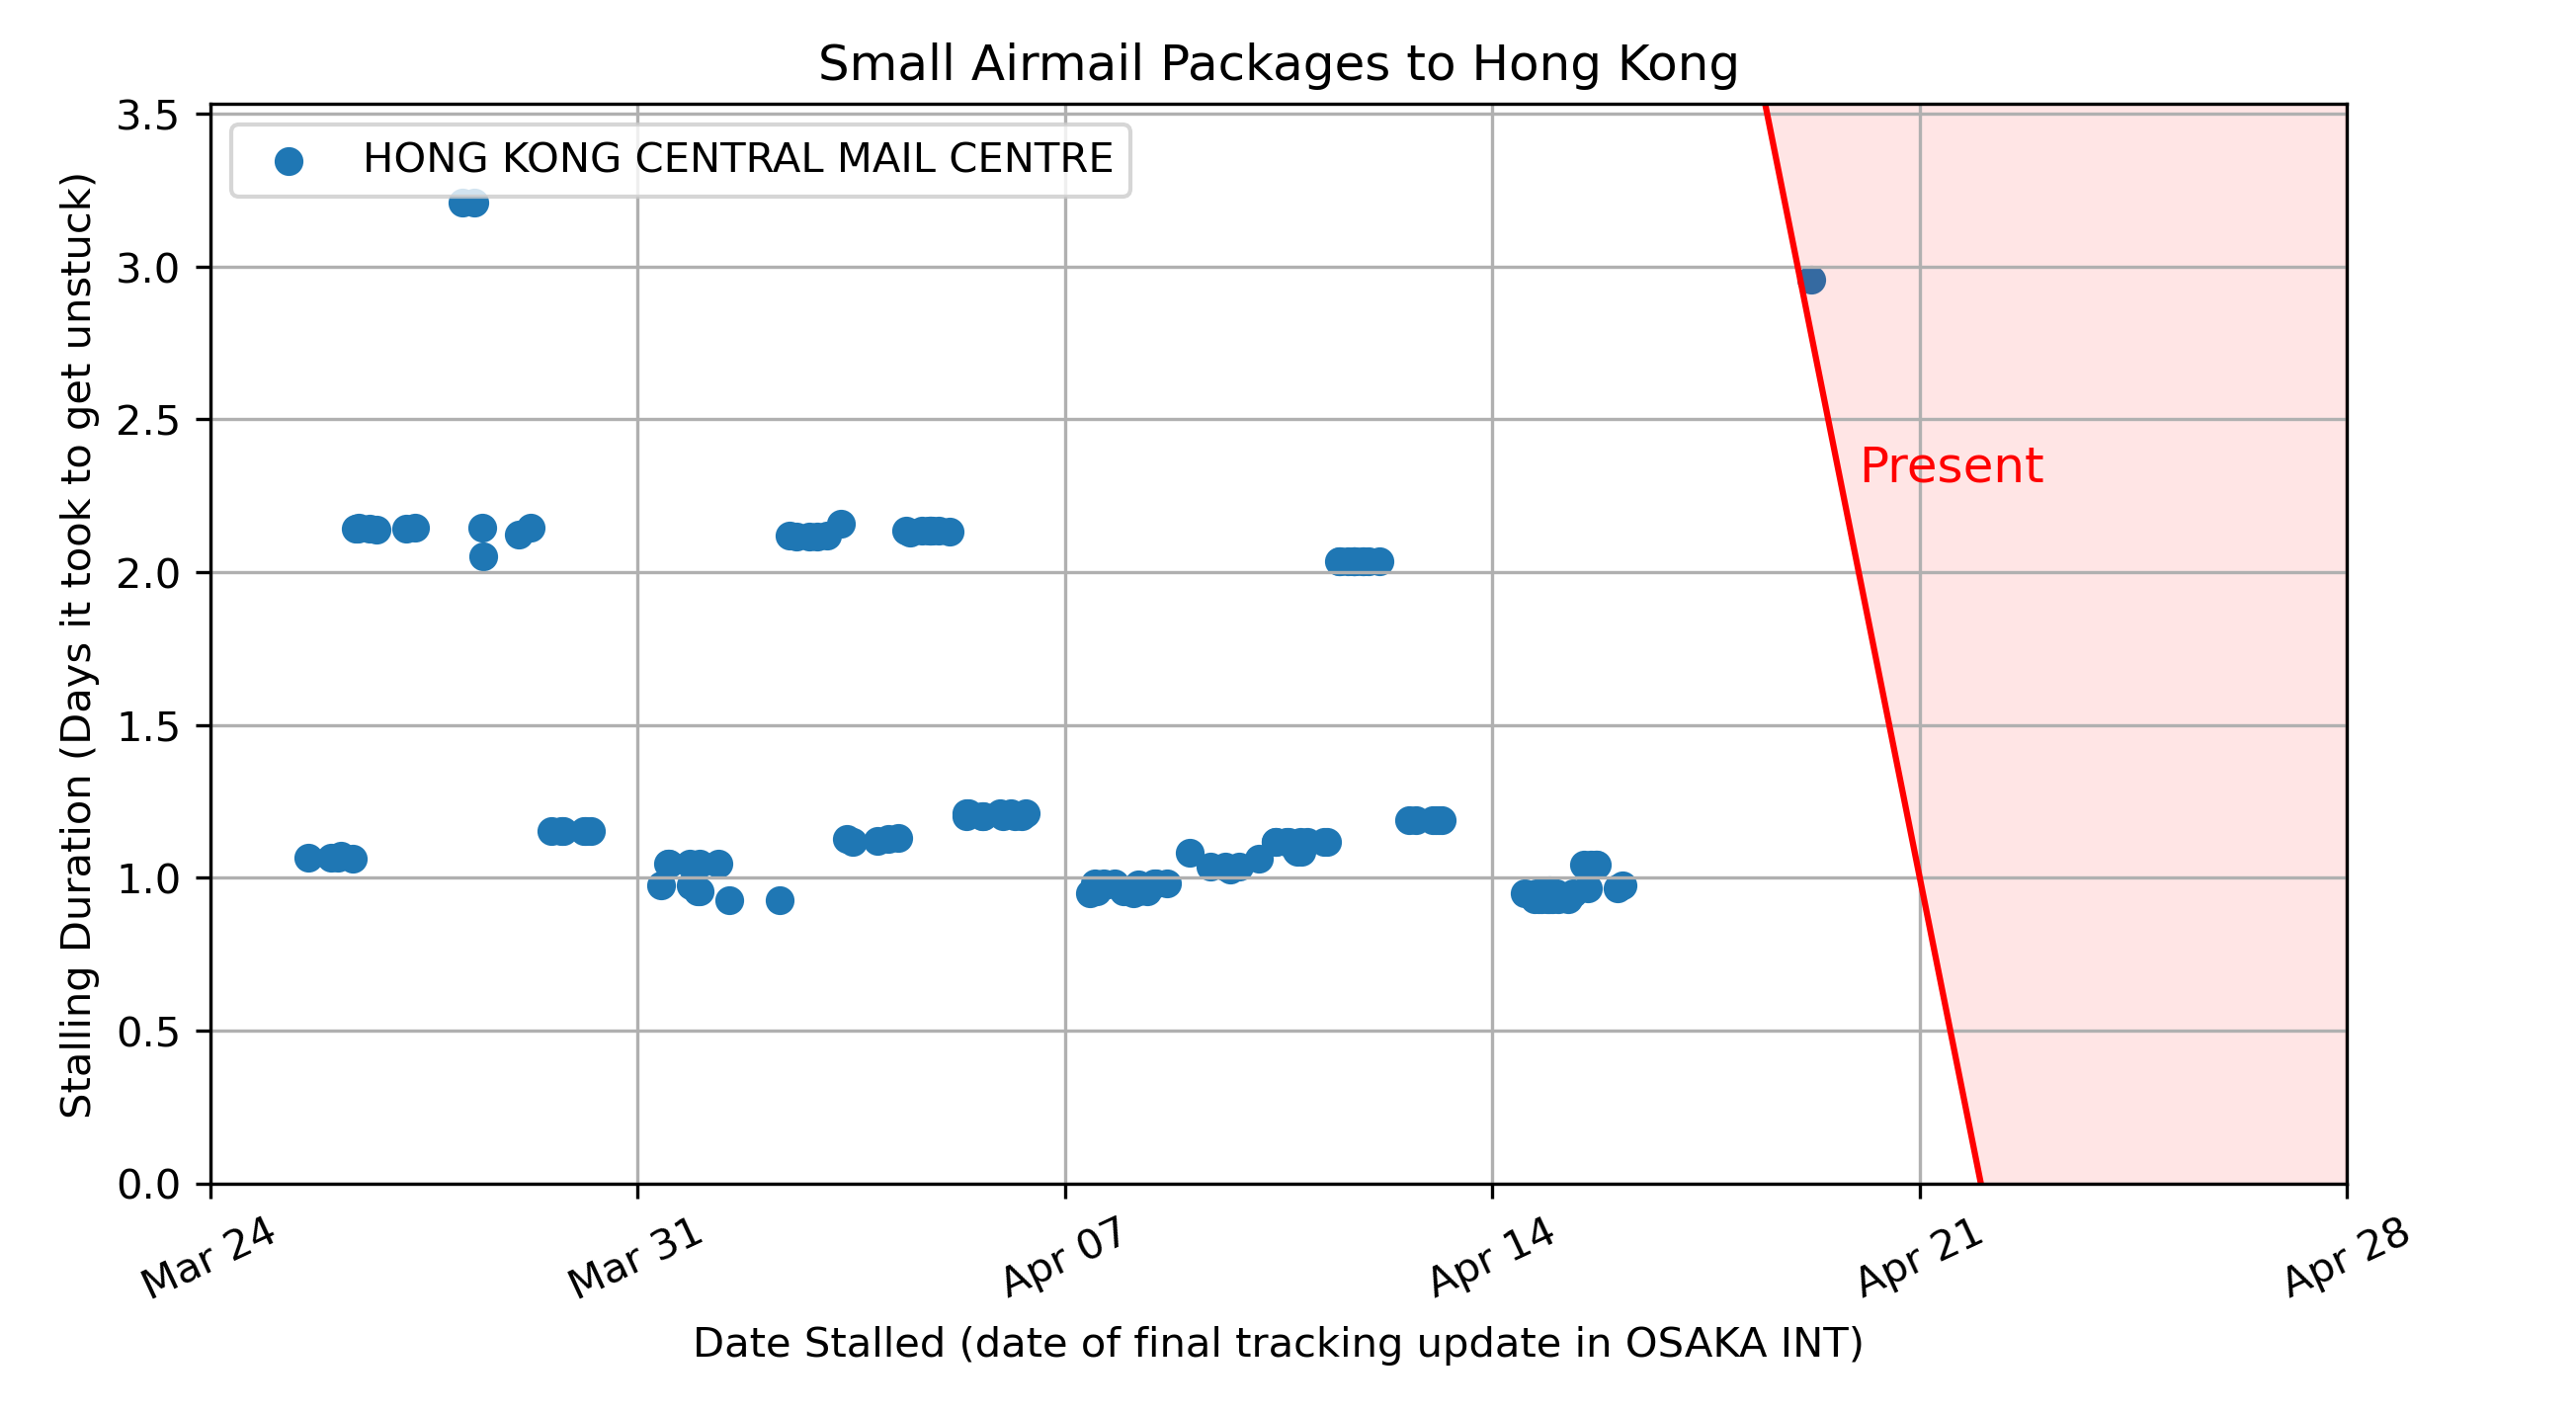 Small Airmail Packages to Hong Kong
HONG KONG CENTRAL MAIL CENTRE
Stalling Duration (Days it took to get unstuck)
3.5
3.0
2.5
2.0
1.5
1.0
0.5
0.0
Present
Mar 24
Mar 31
Apr 07
Apr 14
Apr 21
Apr 28
Date Stalled (date of final tracking update in OSAKA INT)